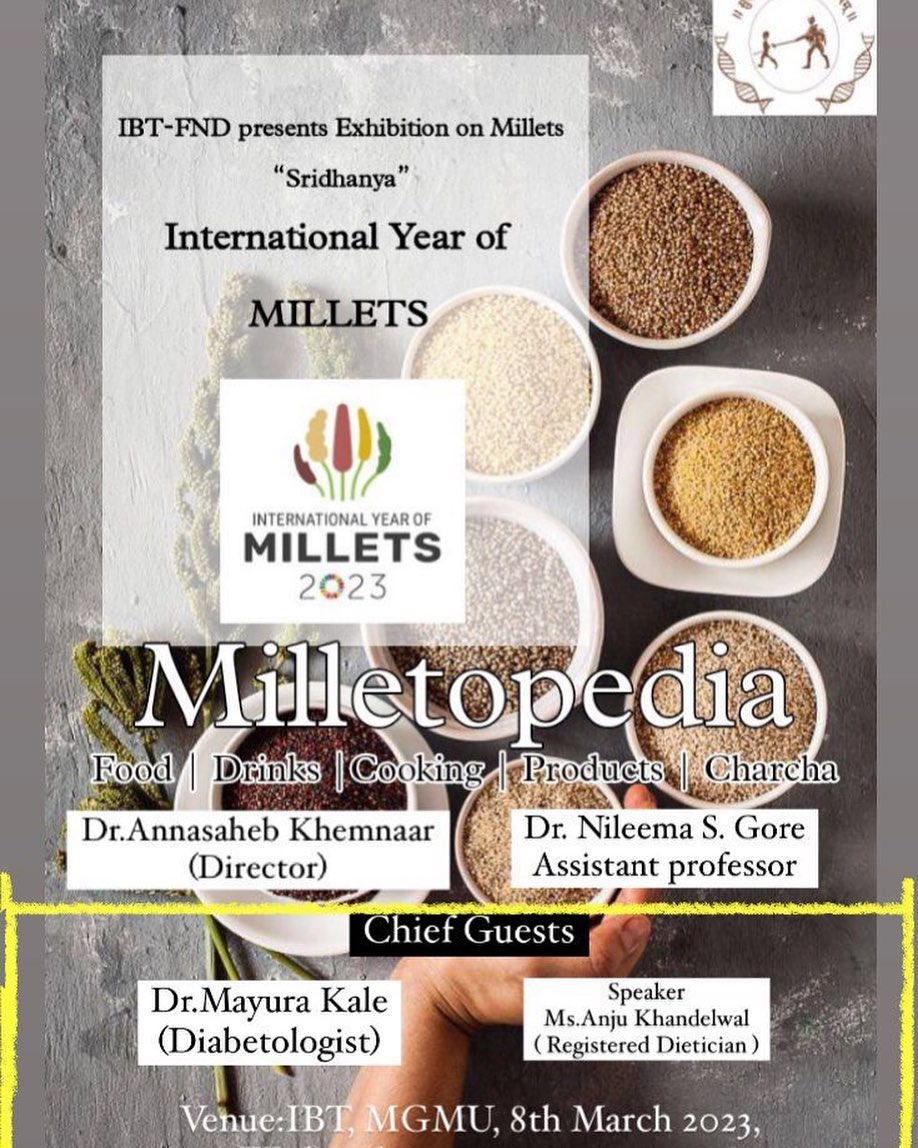 IBT-FND presents Exhibition on Millets
“Sridhanya”
International Year of
MILLETS
INTERNATIONAL YEAR OF
MILLETS
2023
Milletopedia
Food | Drinks | Cooking | Products | Charcha
Dr.Annasaheb Khemnaar
(Director)
Dr. Nileema S. Gore
Assistant professor
Chief Guests
Dr.Mayura Kale
(Diabetologist)
Speaker
Ms.Anju Khandelwal
( Registered Dietician )
Venue:IBT, MGMU, 8th March 2023,